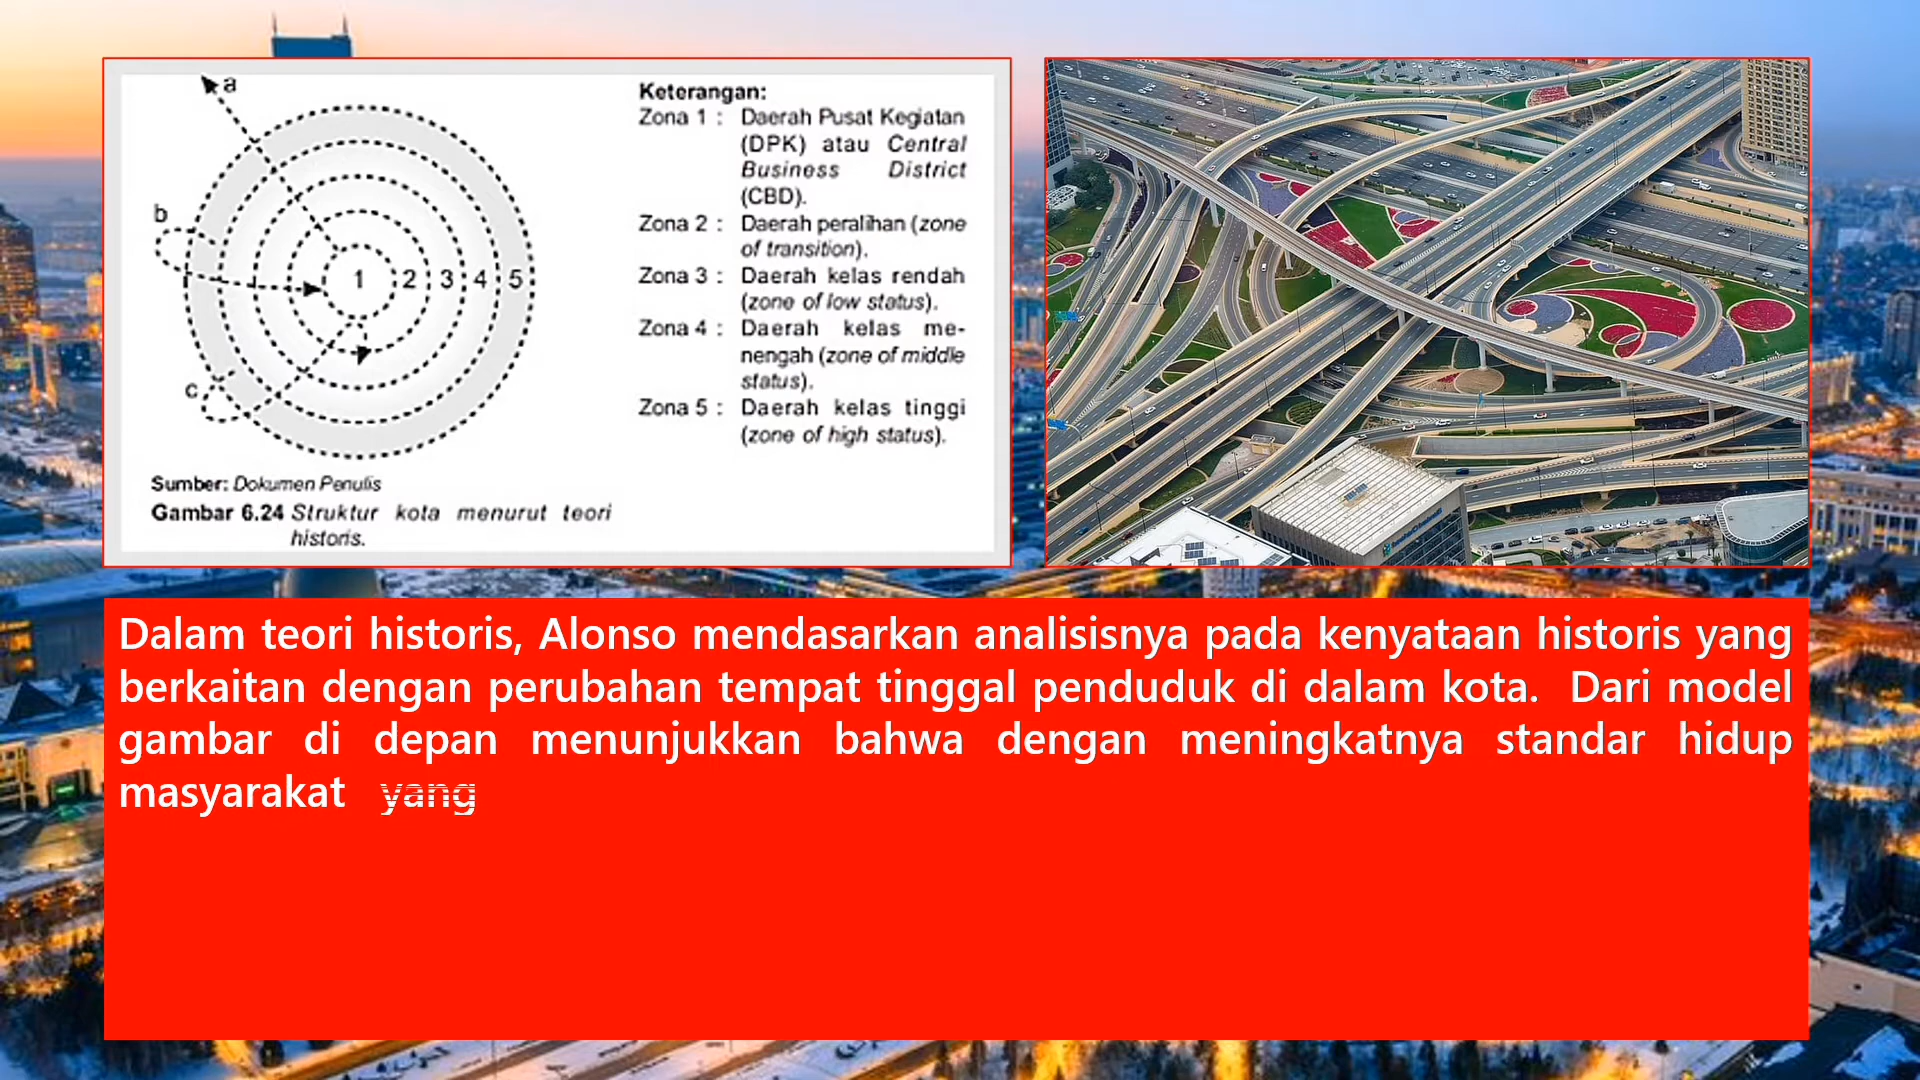 a
b
c
1 2 3 4 5
Sumber: Dokumen Penulis
Gambar 6.24 Struktur kota menurut teori
historis.
Keterangan:
Zona 1 : Daerah Pusat Kegiatan
(DPK) atau Central
Business District
(CBD).
Zona 2 : Daerah peralihan (zone
of transition).
Zona 3 : Daerah kelas rendah
(zone of low status).
Zona 4 : Daerah kelas me-
nengah (zone of middle
status).
Zona 5 : Daerah kelas tinggi
(zone of high status).
Dalam teori historis, Alonso mendasarkan analisisnya pada kenyataan historis yang
berkaitan dengan perubahan tempat tinggal penduduk di dalam kota. Dari model
gambar di depan menunjukkan bahwa dengan meningkatnya standar hidup
masyarakat yang